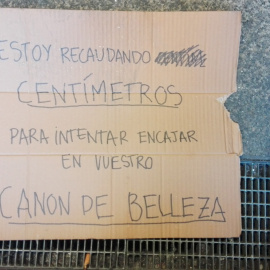 ESTOY RECAUDANDO
CENTÍMETROS
PARA INTENTAR ENCAJAR
EN VUESTRO
CANON DE BELLEZA